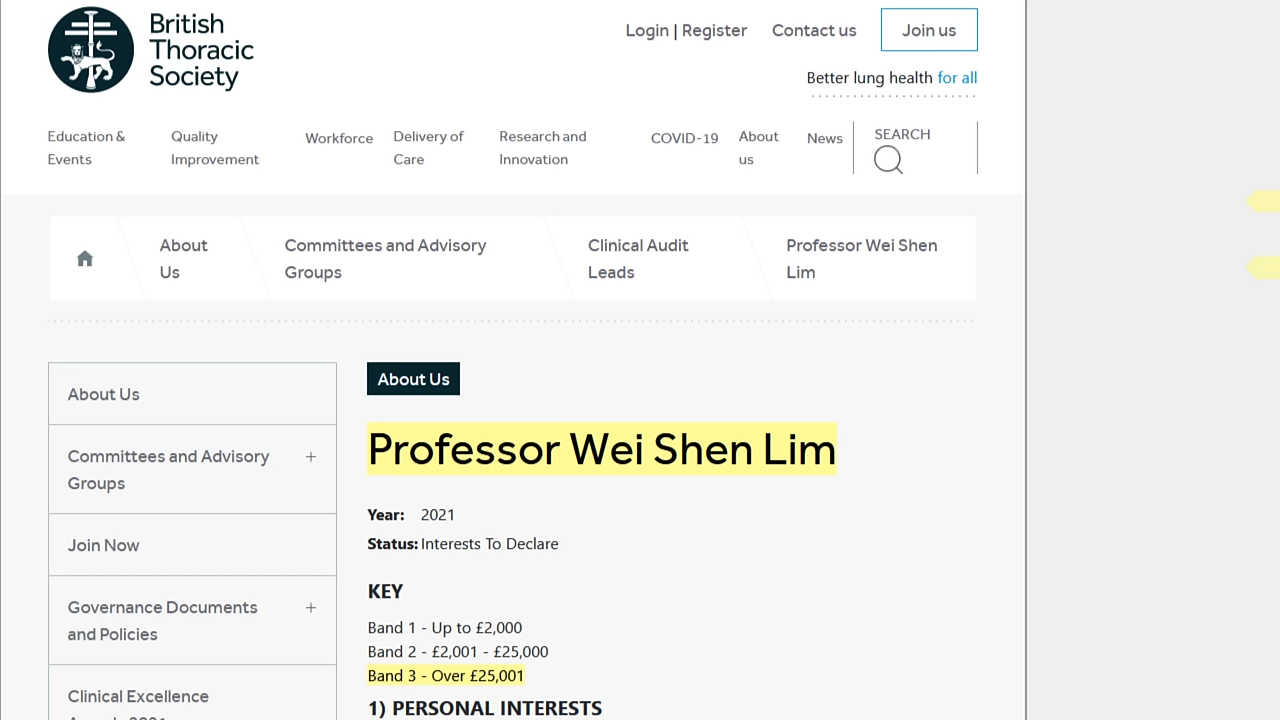 British
Thoracic
Society
Login | Register
Contact us
Join us
Better lung health for all
Education &
Events
Quality
Improvement
Workforce
Delivery of
Care
Research and
Innovation
COVID-19
About
us
News
SEARCH
About
Us
Committees and Advisory
Groups
Clinical Audit
Leads
Professor Wei Shen
Lim
About Us
Committees and Advisory
Groups
+
Join Now
Governance Documents
and Policies
+
Clinical Excellence
About Us
Professor Wei Shen Lim
Year: 2021
Status: Interests To Declare
KEY
Band 1 - Up to £2,000
Band 2 - £2,001 - £25,000
Band 3 - Over £25,001
1) PERSONAL INTERESTS